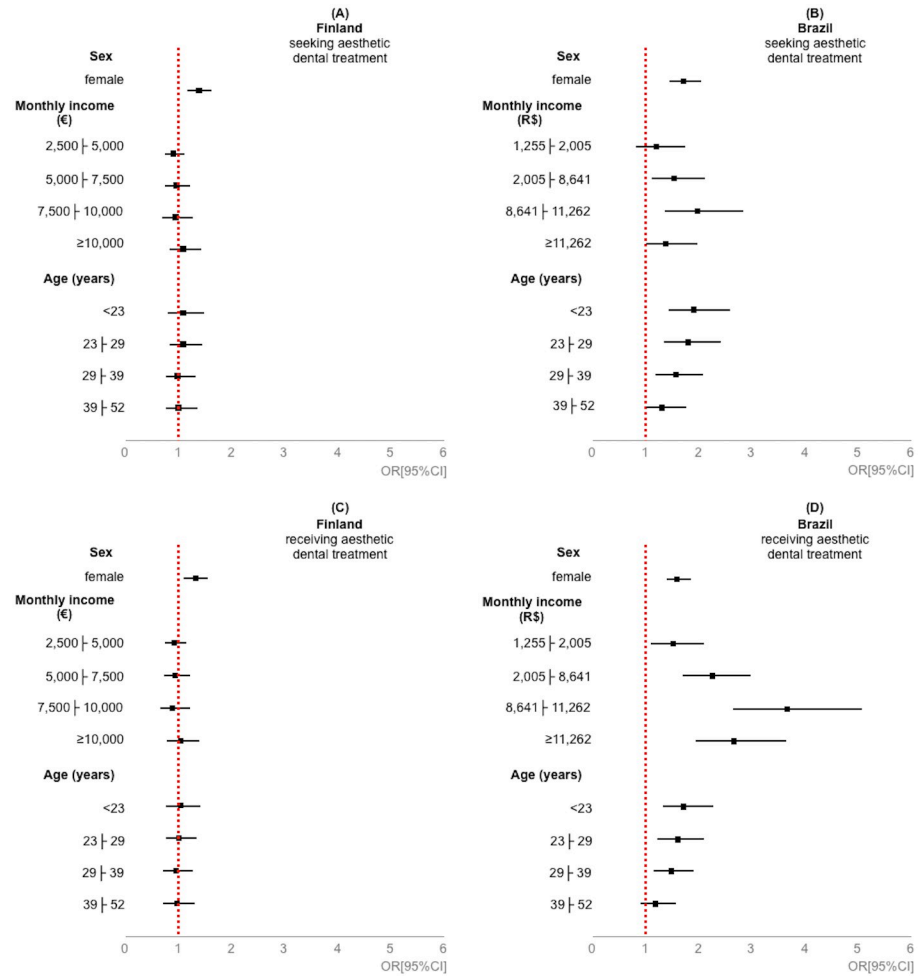 (A)
Finland
seeking aesthetic
dental treatment
Sex
female
Monthly income
(€)
2,500├ 5,000
5,000├ 7,500
7,500├ 10,000
≥10,000
Age (years)
<23
23├ 29
29├ 39
39├ 52
0 1 2 3 4 5 6
OR[95%CI]
(B)
Brazil
seeking aesthetic
dental treatment
Sex
female
Monthly income
(R$)
1,255├ 2,005
2,005├ 8,641
8,641├ 11,262
≥11,262
Age (years)
<23
23├ 29
29├ 39
39├ 52
0 1 2 3 4 5 6
OR[95%CI]
(C)
Finland
receiving aesthetic
dental treatment
Sex
female
Monthly income
(€)
2,500├ 5,000
5,000├ 7,500
7,500├ 10,000
≥10,000
Age (years)
<23
23├ 29
29├ 39
39├ 52
0 1 2 3 4 5 6
OR[95%CI]
(D)
Brazil
receiving aesthetic
dental treatment
Sex
female
Monthly income
(R$)
1,255├ 2,005
2,005├ 8,641
8,641├ 11,262
≥11,262
Age (years)
<23
23├ 29
29├ 39
39├ 52
0 1 2 3 4 5 6
OR[95%CI]